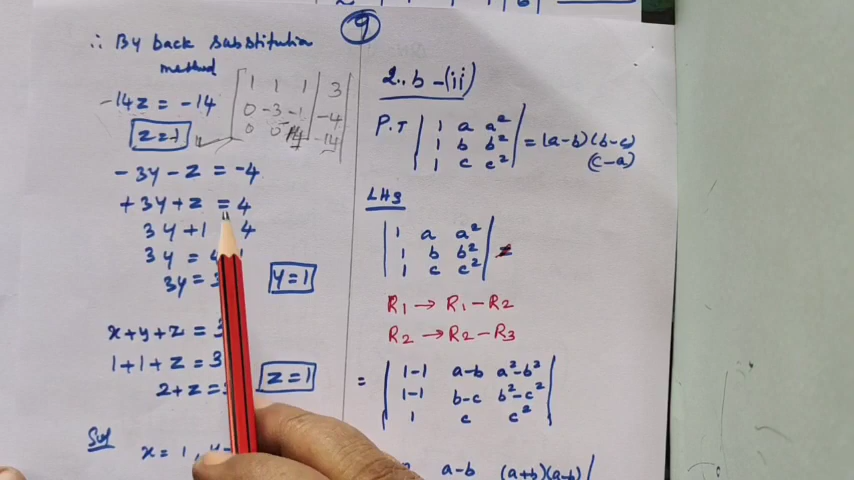 9
∴ By back substitution
method
-14z = -14
1 1 1 | 3
0 -3 -1 | -4
0 0 -14 | -14
z=1
-3y-z = -4
+3y+z = 4
3y+1 4
3y =
3y=3
y=1
x+y+z=3
1+1+z=3
2+z=
z=1
Sol
x=1,
2. b-(ii)
P.T | 1 a a² |
| 1 b b² | = (a-b)(b-c)
| 1 c c² | (c-a)
LHS
| 1 a a² |
| 1 b b² |
| 1 c c² |
R₁ → R₁-R₂
R₂ → R₂-R₃
= | 1-1 a-b a²-b² |
| 1-1 b-c b²-c² |
| 1 c c² |
a-b (a+b)(a-b) |